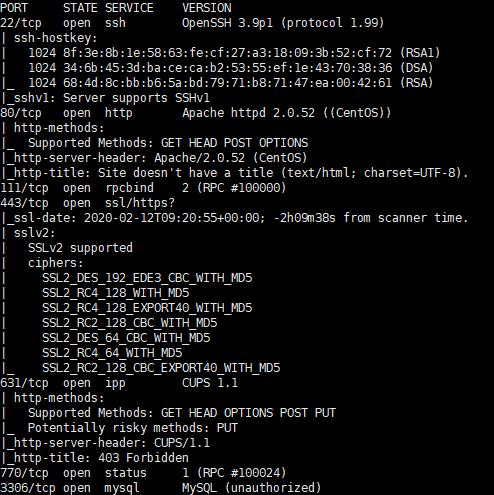 PORT     STATE SERVICE    VERSION
22/tcp   open  ssh        OpenSSH 3.9p1 (protocol 1.99)
| ssh-hostkey:
|   1024 8f:3e:8b:1e:58:63:fe:cf:27:a3:18:09:3b:52:cf:72 (RSA1)
|   1024 34:6b:45:3d:ba:ce:ca:b2:53:55:ef:1e:43:70:38:36 (DSA)
|_  1024 68:4d:8c:bb:b6:5a:bd:79:71:b8:71:47:ea:00:42:61 (RSA)
|_sshv1: Server supports SSHv1
80/tcp   open  http       Apache httpd 2.0.52 ((CentOS))
| http-methods:
|_  Supported Methods: GET HEAD POST OPTIONS
|_http-server-header: Apache/2.0.52 (CentOS)
|_http-title: Site doesn't have a title (text/html; charset=UTF-8).
111/tcp  open  rpcbind    2 (RPC #100000)
443/tcp  open  ssl/https?
|_ssl-date: 2020-02-12T09:20:55+00:00; -2h09m38s from scanner time.
| sslv2:
|   SSLv2 supported
|   ciphers:
|     SSL2_DES_192_EDE3_CBC_WITH_MD5
|     SSL2_RC4_128_WITH_MD5
|     SSL2_RC4_128_EXPORT40_WITH_MD5
|     SSL2_RC2_128_CBC_WITH_MD5
|     SSL2_DES_64_CBC_WITH_MD5
|     SSL2_RC4_64_WITH_MD5
|_    SSL2_RC2_128_CBC_EXPORT40_WITH_MD5
631/tcp  open  ipp        CUPS 1.1
| http-methods:
|   Supported Methods: GET HEAD OPTIONS POST PUT
|_  Potentially risky methods: PUT
|_http-server-header: CUPS/1.1
|_http-title: 403 Forbidden
770/tcp  open  status     1 (RPC #100024)
3306/tcp open  mysql      MySQL (unauthorized)